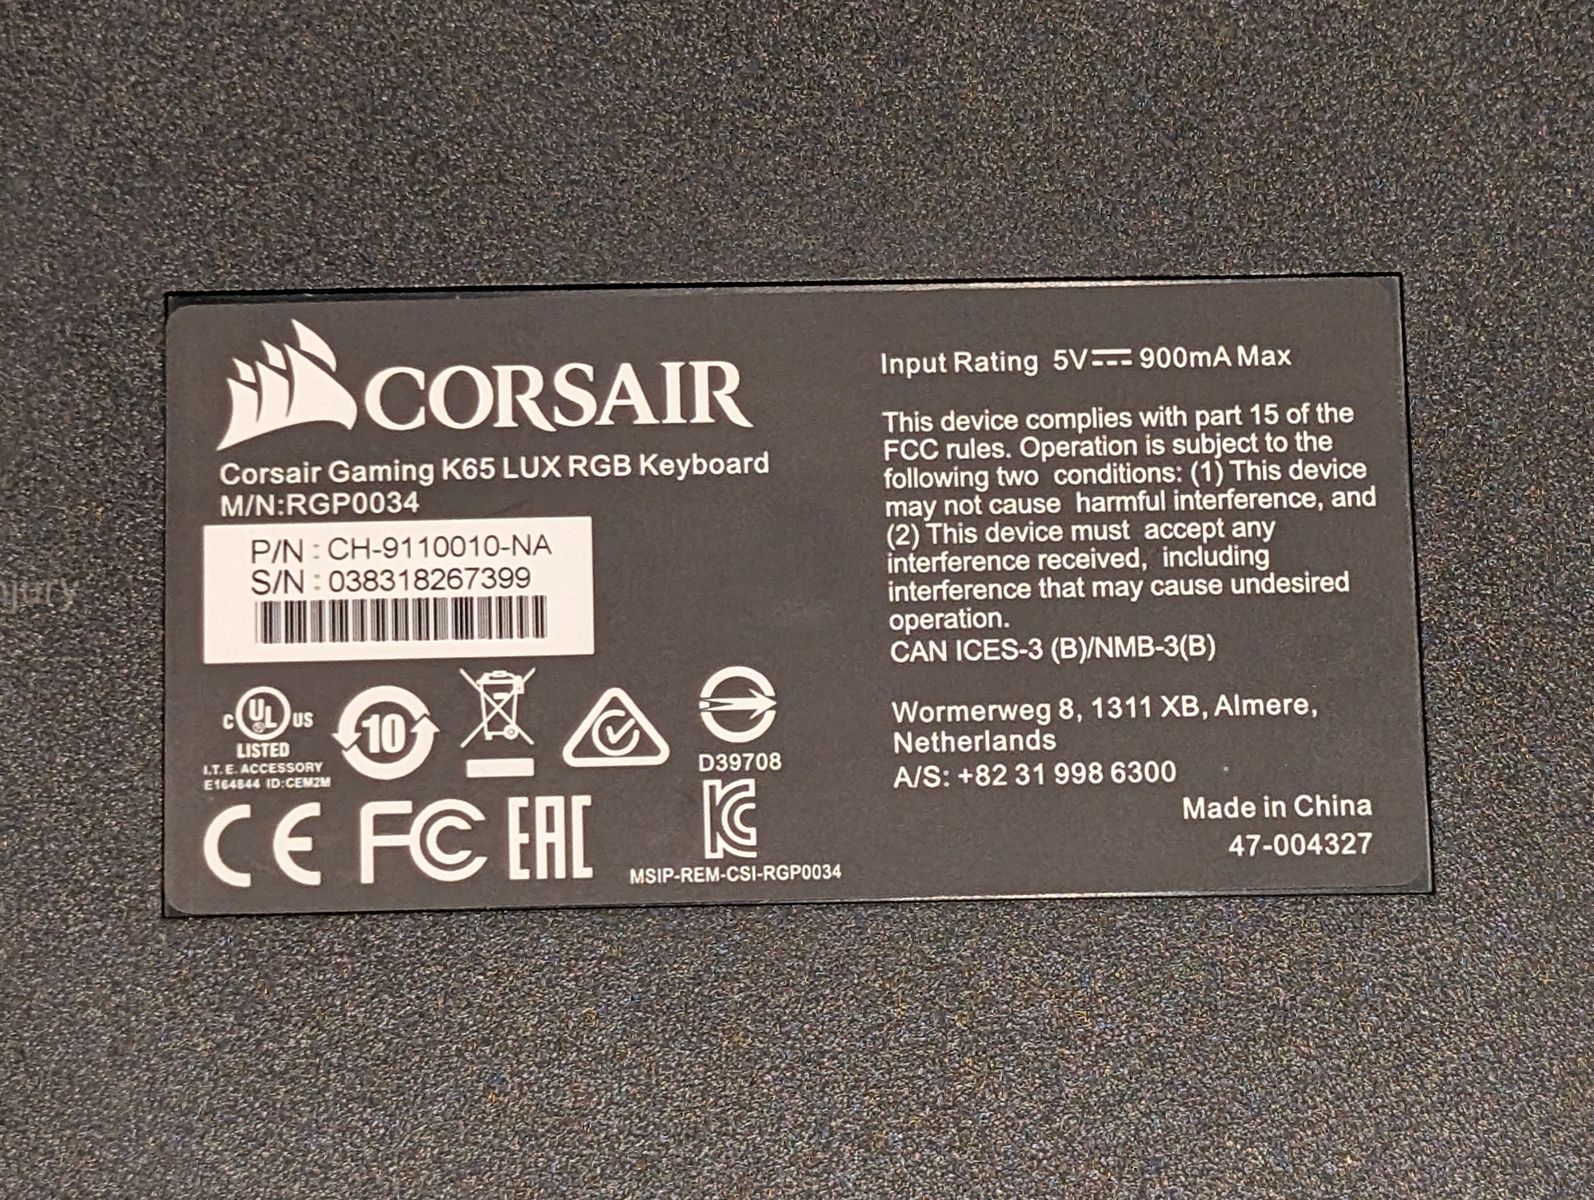 CORSAIR
Corsair Gaming K65 LUX RGB Keyboard
M/N:RGP0034
P/N : CH-9110010-NA
S/N : 038318267399
C UL US
LISTED
I.T.E. ACCESSORY
E164844 ID:CEM2M
10
D39708
CE FC EAC
KC
MSIP-REM-CSI-RGP0034
Input Rating 5V⎓900mA Max
This device complies with part 15 of the
FCC rules. Operation is subject to the
following two conditions: (1) This device
may not cause harmful interference, and
(2) This device must accept any
interference received, including
interference that may cause undesired
operation.
CAN ICES-3 (B)/NMB-3(B)
Wormerweg 8, 1311 XB, Almere,
Netherlands
A/S: +82 31 998 6300
Made in China
47-004327